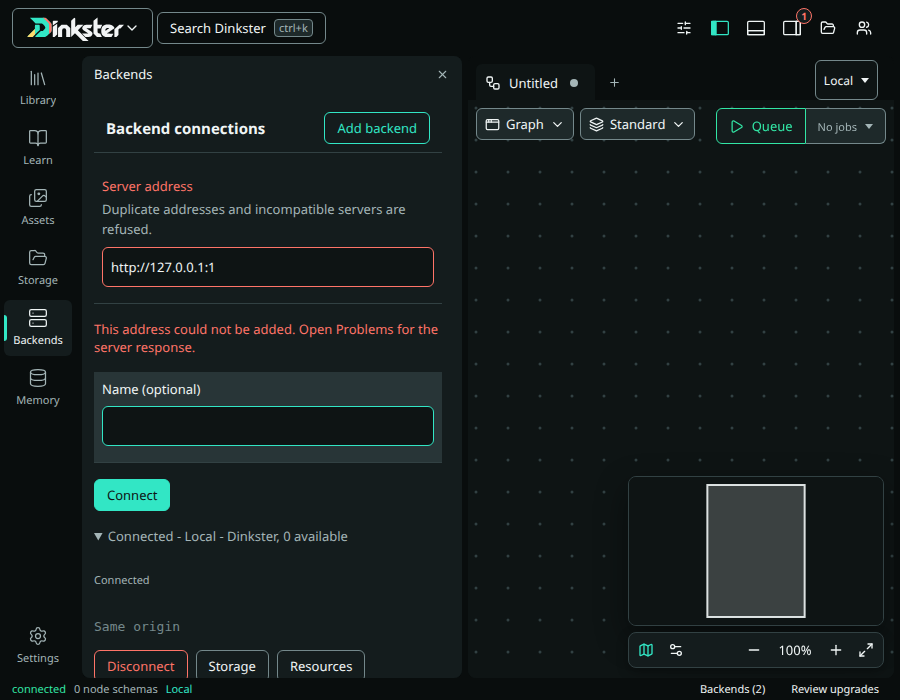 Dinkster
Search Dinkster ctrl+k
1
Library
Learn
Assets
Storage
Backends
Memory
Settings
Backends
Backend connections
Add backend
Server address
Duplicate addresses and incompatible servers are
refused.
http://127.0.0.1:1
This address could not be added. Open Problems for the
server response.
Name (optional)
Connect
Connected - Local - Dinkster, 0 available
Connected
Same origin
Disconnect Storage Resources
Untitled
Local
Graph Standard Queue No jobs
100%
connected 0 node schemas Local Backends (2) Review upgrades